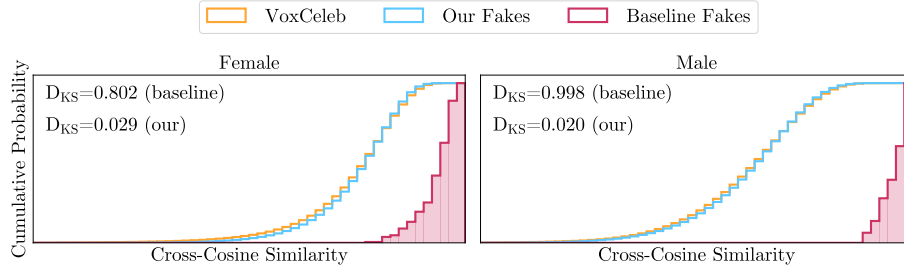 VoxCeleb Our Fakes Baseline Fakes
Female
Male
Cumulative Probability
D_KS=0.802 (baseline)
D_KS=0.029 (our)
D_KS=0.998 (baseline)
D_KS=0.020 (our)
Cross-Cosine Similarity
Cross-Cosine Similarity